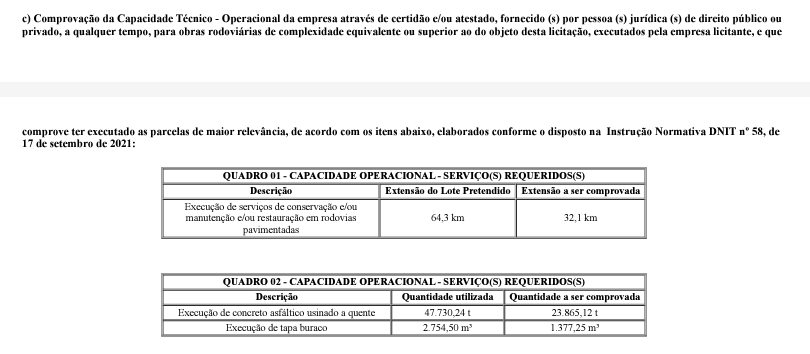 c) Comprovação da Capacidade Técnico - Operacional da empresa através de certidão e/ou atestado, fornecido (s) por pessoa (s) jurídica (s) de direito público ou
privado, a qualquer tempo, para obras rodoviárias de complexidade equivalente ou superior ao do objeto desta licitação, executados pela empresa licitante, e que
comprove ter executado as parcelas de maior relevância, de acordo com os itens abaixo, elaborados conforme o disposto na Instrução Normativa DNIT nº 58, de
17 de setembro de 2021:
QUADRO 01 - CAPACIDADE OPERACIONAL - SERVIÇO(S) REQUERIDOS(S)
Descrição Extensão do Lote Pretendido Extensão a ser comprovada
Execução de serviços de conservação e/ou
manutenção e/ou restauração em rodovias 64,3 km 32,1 km
pavimentadas
QUADRO 02 - CAPACIDADE OPERACIONAL - SERVIÇO(S) REQUERIDOS(S)
Descrição Quantidade utilizada Quantidade a ser comprovada
Execução de concreto asfáltico usinado a quente 47.730,24 t 23.865,12 t
Execução de tapa buraco 2.754,50 m³ 1.377,25 m³